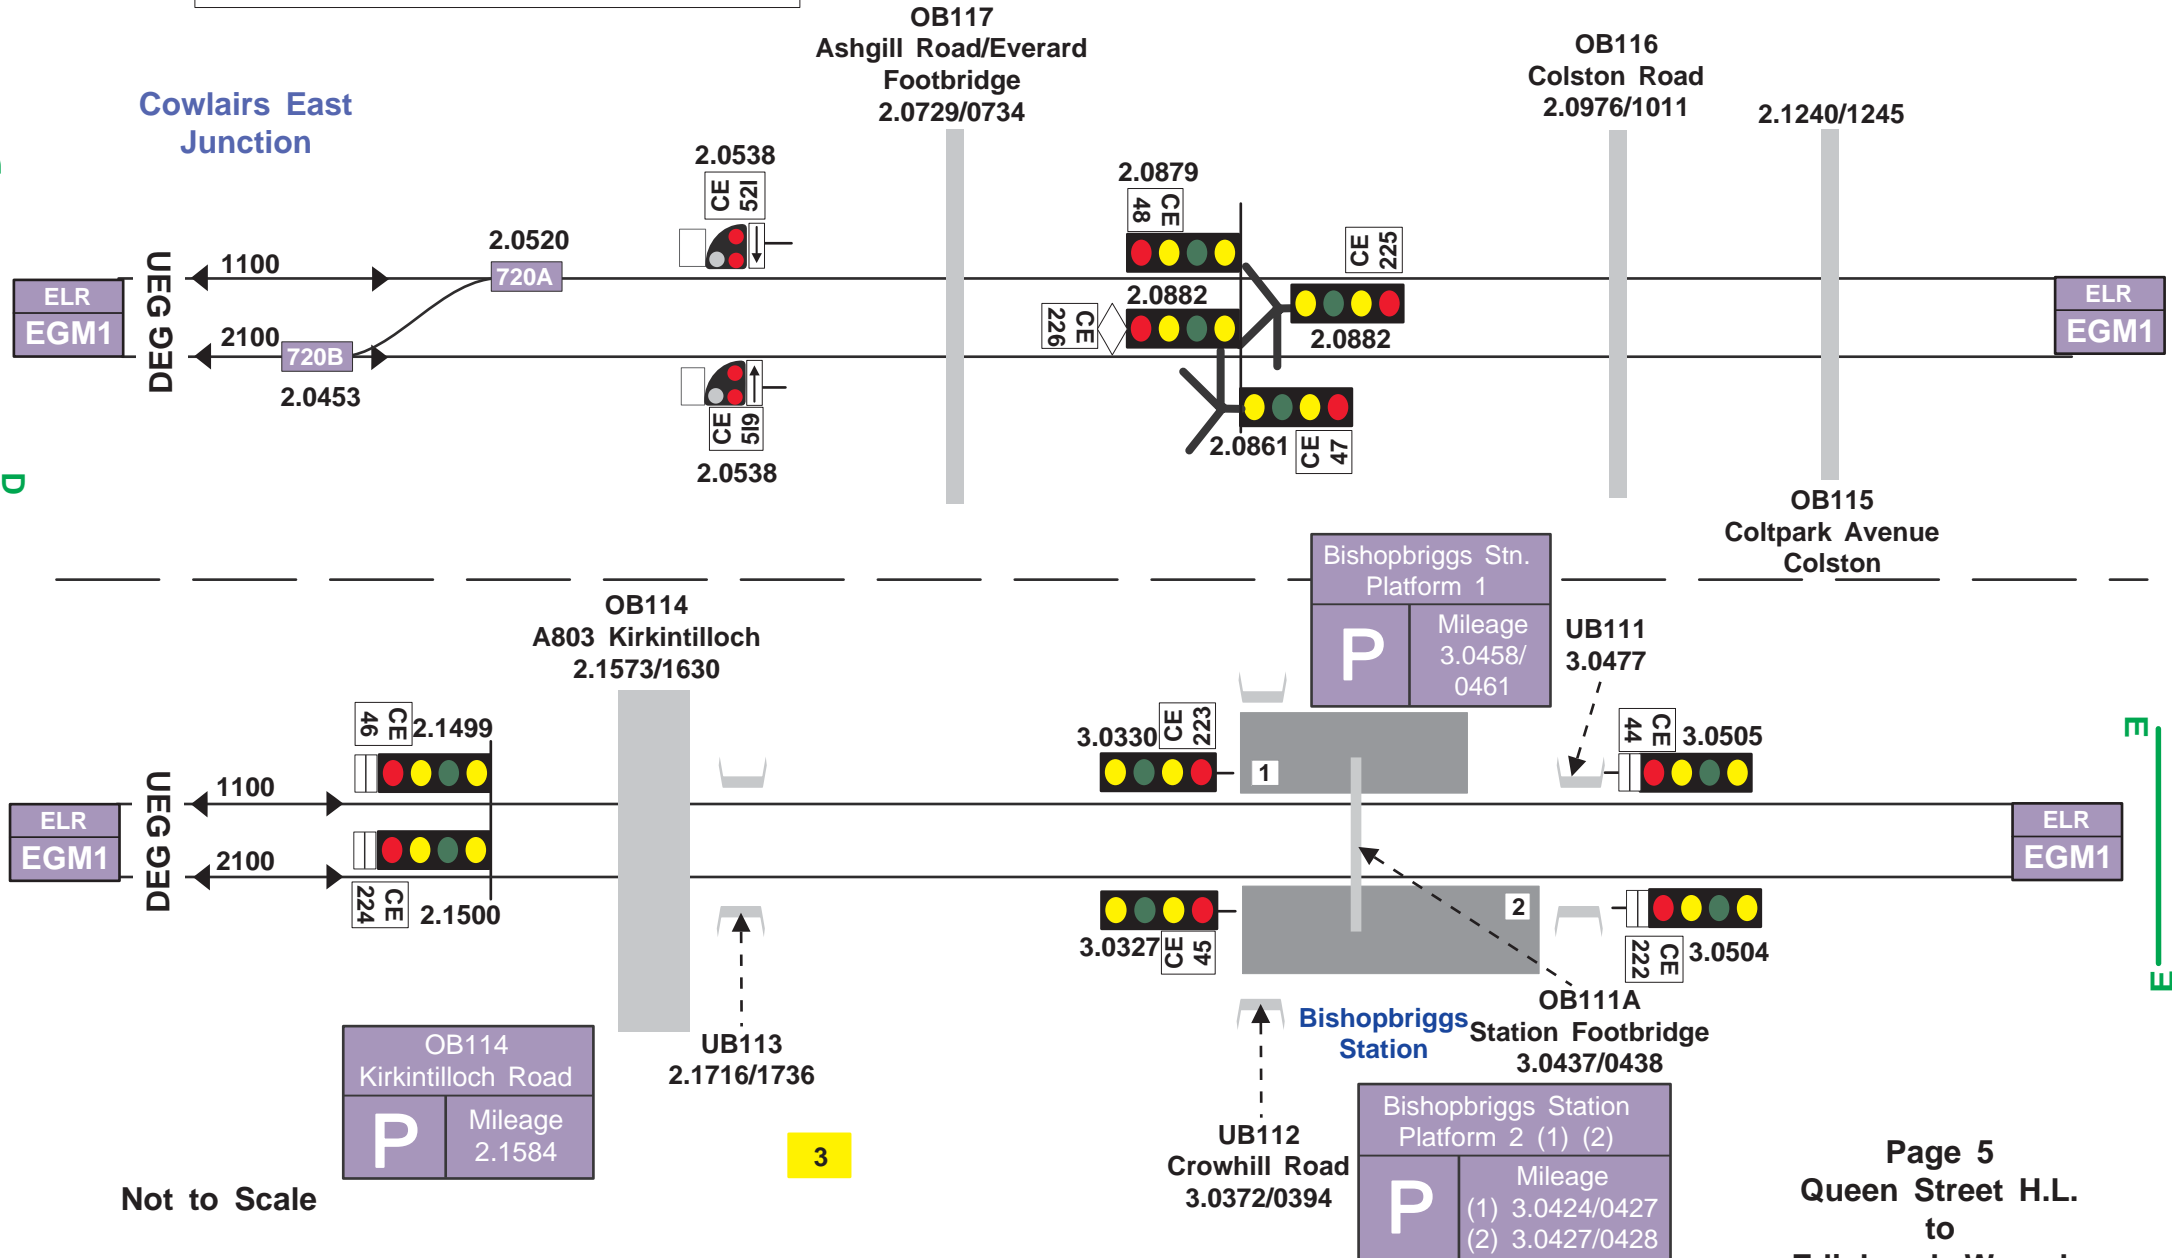 OB117
Ashgill Road/Everard
Footbridge
2.0729/0734
OB116
Colston Road
2.0976/1011
2.1240/1245
Cowlairs East
Junction
2.0538
CE
52I
2.0879
CE
48
CE
225
2.0520
720A
UEG
DEG
1100
2100
ELR
EGM1
720B
2.0453
2.0882
CE
226
2.0882
ELR
EGM1
CE
5I9
2.0538
2.0861
CE
47
D
OB115
Coltpark Avenue
Colston
Bishopbriggs Stn.
Platform 1
P
Mileage
3.0458/
0461
OB114
A803 Kirkintilloch
2.1573/1630
UB111
3.0477
CE
46
2.1499
3.0330
CE
223
1
CE
44
3.0505
E
UEG
DEG
1100
2100
ELR
EGM1
ELR
EGM1
CE
224
2.1500
3.0327
CE
45
2
CE
222
3.0504
E
OB111A
Station Footbridge
3.0437/0438
Bishopbriggs
Station
UB113
2.1716/1736
OB114
Kirkintilloch Road
P
Mileage
2.1584
3
UB112
Crowhill Road
3.0372/0394
Bishopbriggs Station
Platform 2 (1) (2)
P
Mileage
(1) 3.0424/0427
(2) 3.0427/0428
Not to Scale
Page 5
Queen Street H.L.
to